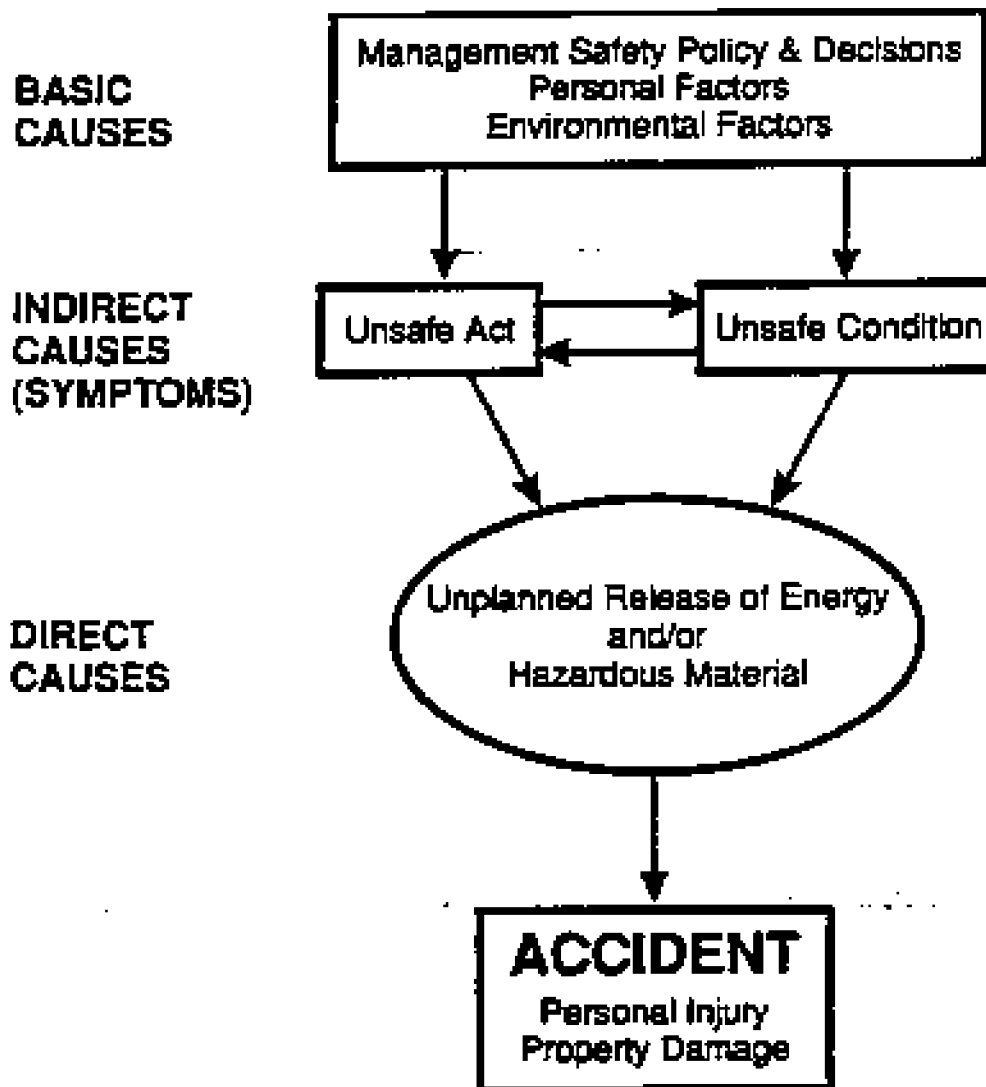 BASIC
CAUSES
Management Safety Policy & Decisions
Personal Factors
Environmental Factors
INDIRECT
CAUSES
(SYMPTOMS)
Unsafe Act
Unsafe Condition
DIRECT
CAUSES
Unplanned Release of Energy
and/or
Hazardous Material
ACCIDENT
Personal Injury
Property Damage